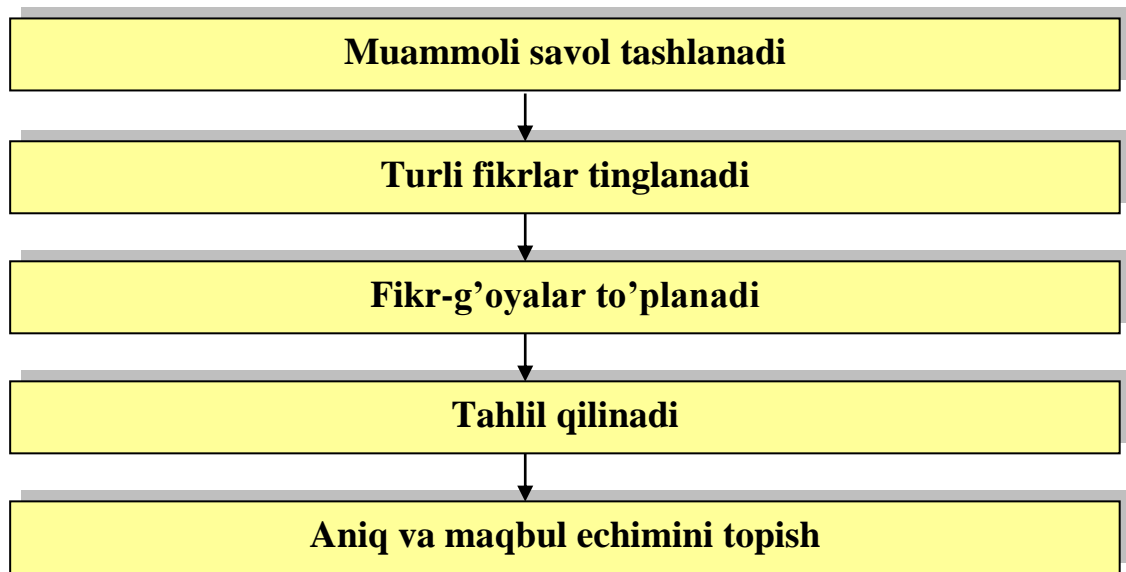 Muammoli savol tashlanadi
Turli fikrlar tinglanadi
Fikr-g’oyalar to’planadi
Tahlil qilinadi
Aniq va maqbul echimini topish